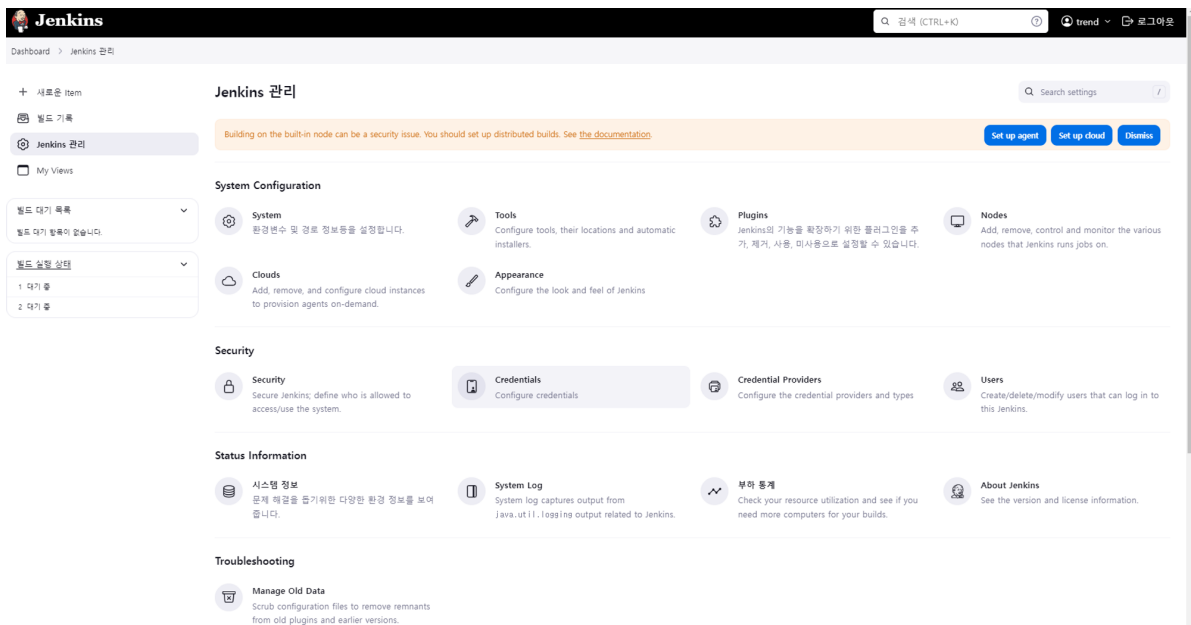 Jenkins
검색 (CTRL+K)
trend
로그아웃
Dashboard > Jenkins 관리
새로운 Item
빌드 기록
Jenkins 관리
My Views
빌드 대기 목록
빌드 대기 항목이 없습니다.
빌드 실행 상태
1 대기 중
2 대기 중
Jenkins 관리
Search settings
/
Building on the built-in node can be a security issue. You should set up distributed builds. See the documentation.
Set up agent
Set up cloud
Dismiss
System Configuration
System
환경변수 및 경로 정보등을 설정합니다.
Tools
Configure tools, their locations and automatic
installers.
Plugins
Jenkins의 기능을 확장하기 위한 플러그인을 추
가, 제거, 사용, 미사용으로 설정할 수 있습니다.
Nodes
Add, remove, control and monitor the various
nodes that Jenkins runs jobs on.
Clouds
Add, remove, and configure cloud instances
to provision agents on-demand.
Appearance
Configure the look and feel of Jenkins
Security
Security
Secure Jenkins; define who is allowed to
access/use the system.
Credentials
Configure credentials
Credential Providers
Configure the credential providers and types
Users
Create/delete/modify users that can log in to
this Jenkins.
Status Information
시스템 정보
문제 해결을 돕기위한 다양한 환경 정보를 보여
줍니다.
System Log
System log captures output from
java.util.logging output related to Jenkins.
부하 통계
Check your resource utilization and see if you
need more computers for your builds.
About Jenkins
See the version and license information.
Troubleshooting
Manage Old Data
Scrub configuration files to remove remnants
from old plugins and earlier versions.